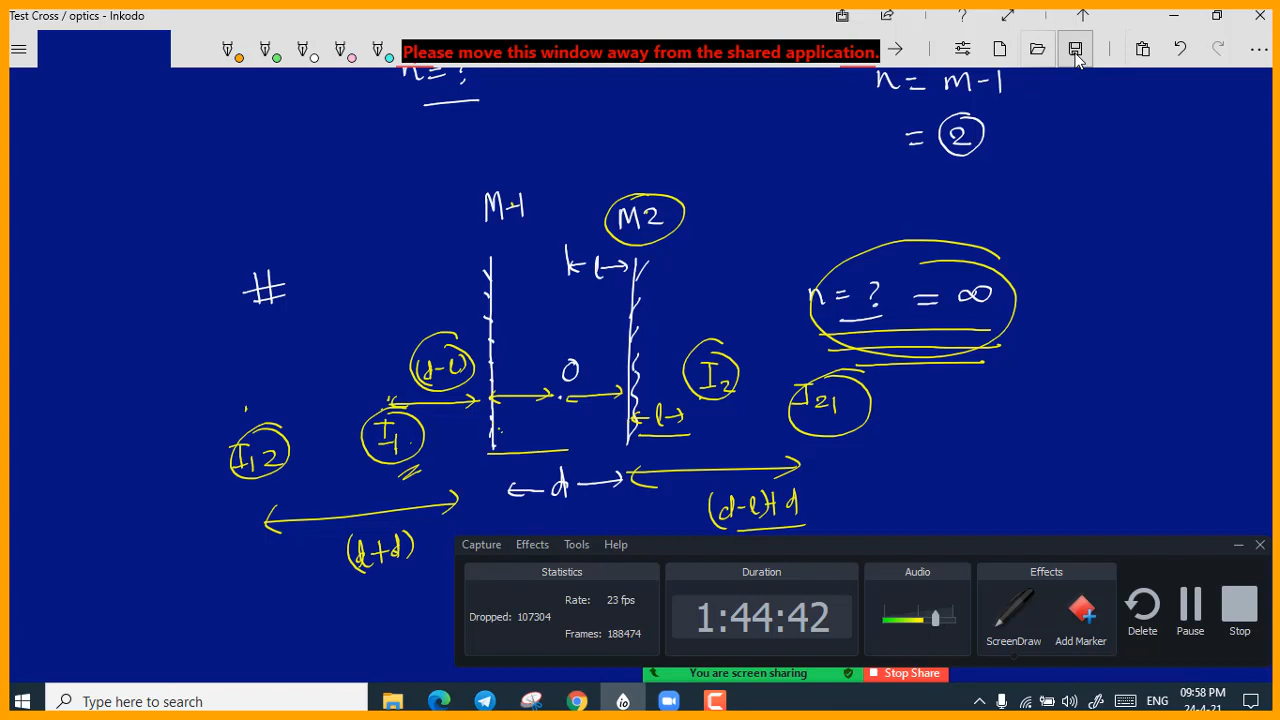 Test Cross / optics - Inkodo
Please move this window away from the shared application.
n = ?
n = m-1
= 2
M-1
M2
l
#
n = ? = ∞
(d-l)
O
I2
I21
l
I1
I12
d
(d-l)+d
(l+d)
Capture Effects Tools Help
Statistics
Duration
Audio
Effects
Rate: 23 fps
Dropped: 107304
Frames: 188474
1:44:42
ScreenDraw
Add Marker
Delete
Pause
Stop
You are screen sharing
Stop Share
Type here to search
ENG
09:58 PM
24-4-21